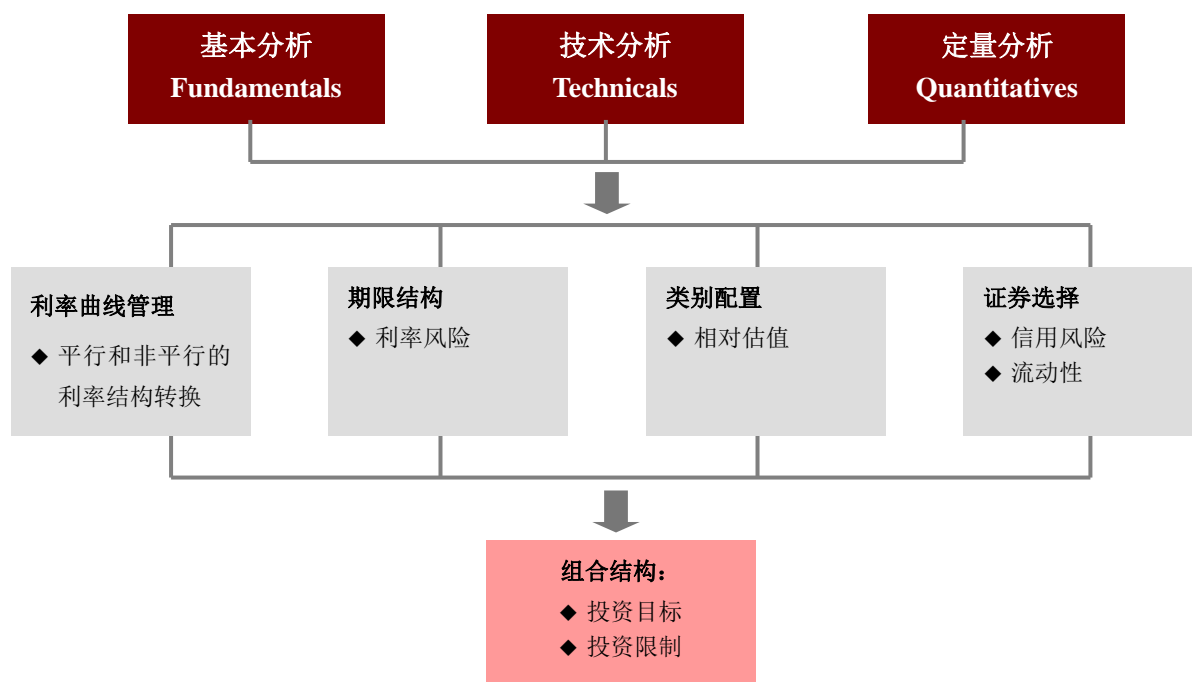 基本分析
Fundamentals
技术分析
Technicals
定量分析
Quantitatives
利率曲线管理
◆ 平行和非平行的
利率结构转换
期限结构
◆ 利率风险
类别配置
◆ 相对估值
证券选择
◆ 信用风险
◆ 流动性
组合结构：
◆ 投资目标
◆ 投资限制